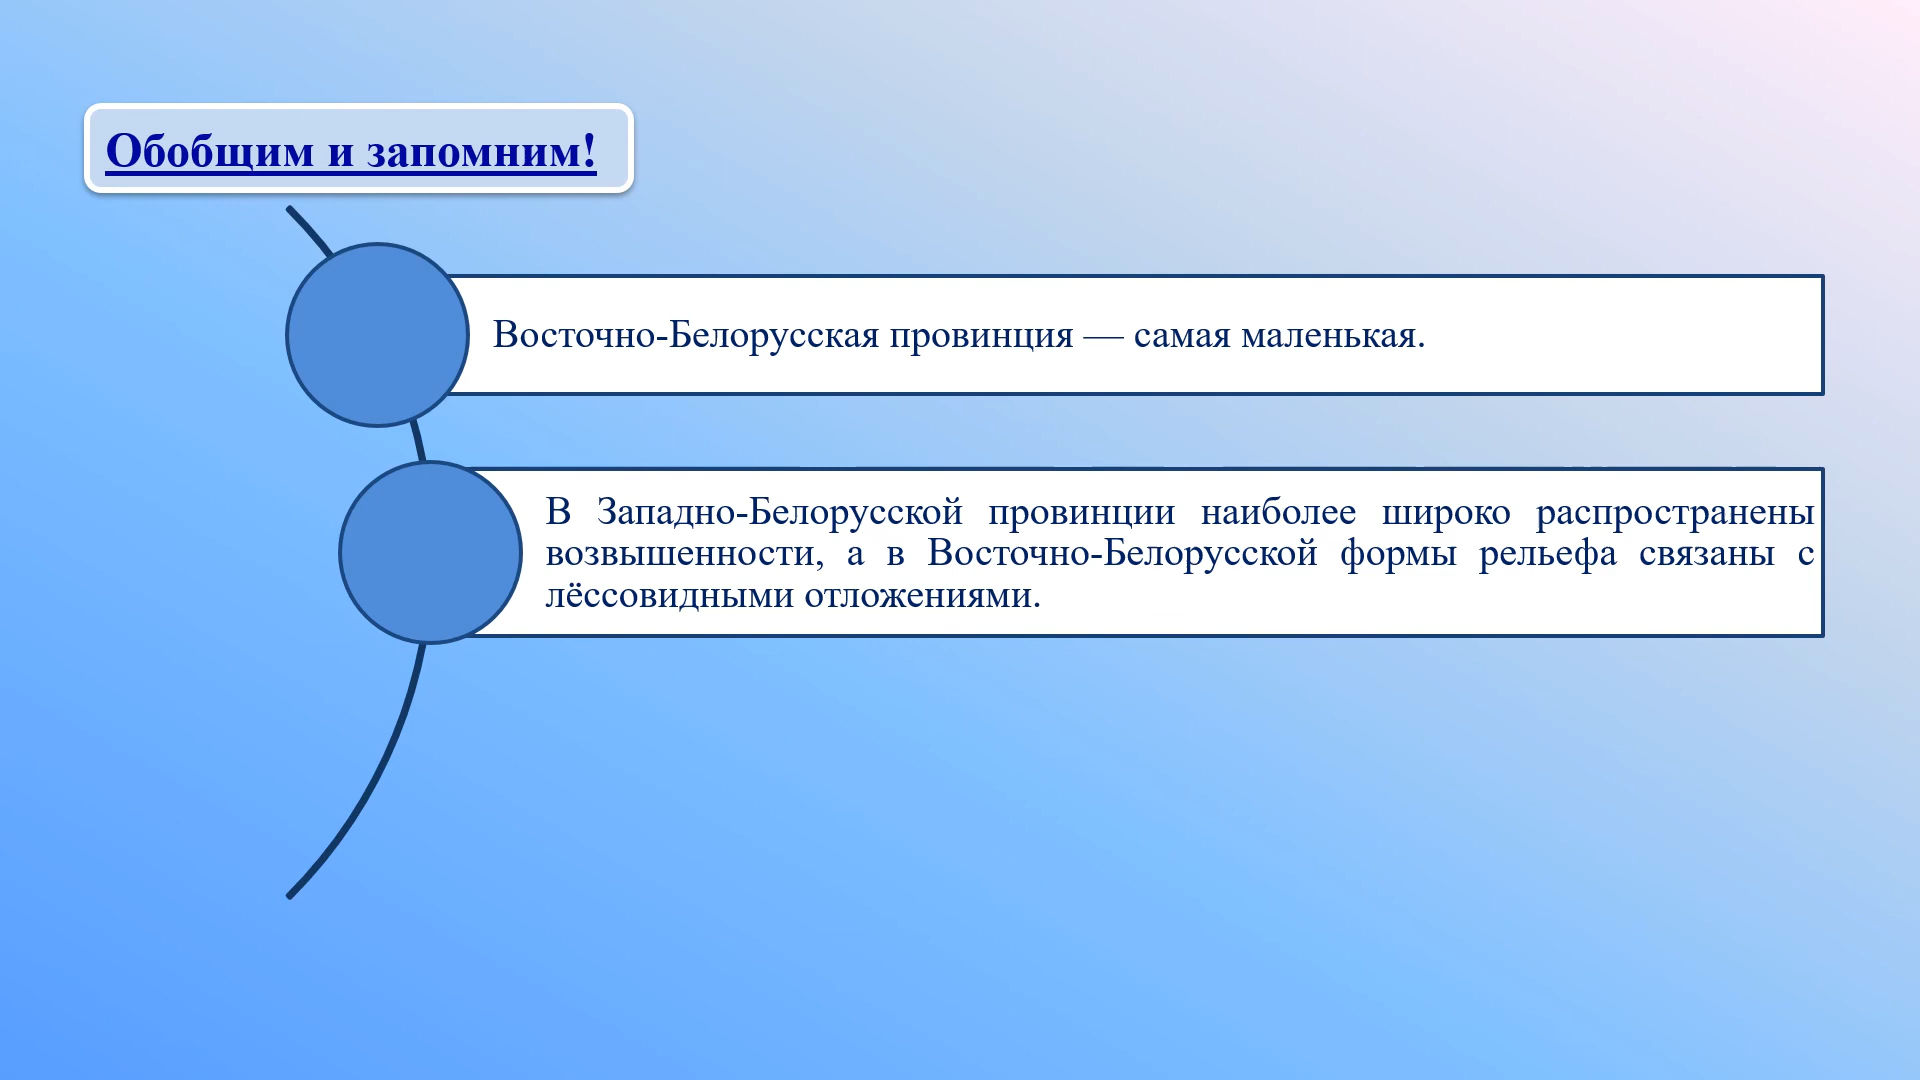 Обобщим и запомним!
Восточно-Белорусская провинция — самая маленькая.
В Западно-Белорусской провинции наиболее широко распространены
возвышенности, а в Восточно-Белорусской формы рельефа связаны с
лёссовидными отложениями.